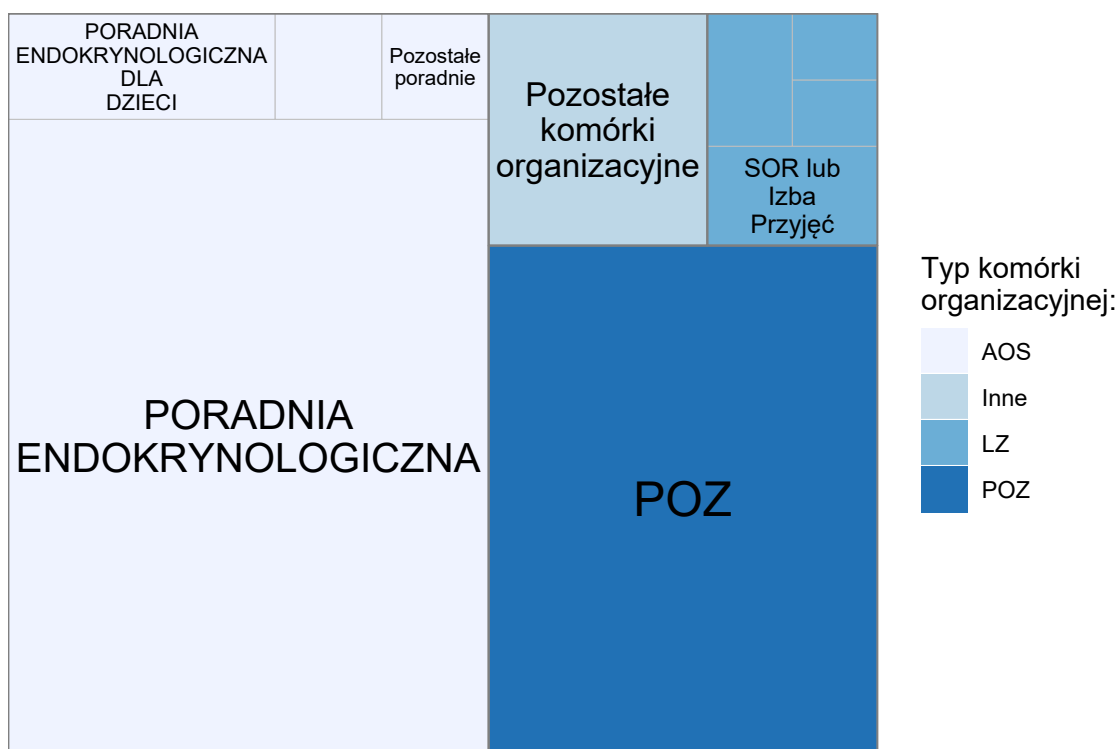 PORADNIA
ENDOKRYNOLOGICZNA
DLA
DZIECI
Pozostałe
poradnie
Pozostałe
komórki
organizacyjne
SOR lub
Izba
Przyjęć
PORADNIA
ENDOKRYNOLOGICZNA
POZ
Typ komórki
organizacyjnej:
AOS
Inne
LZ
POZ